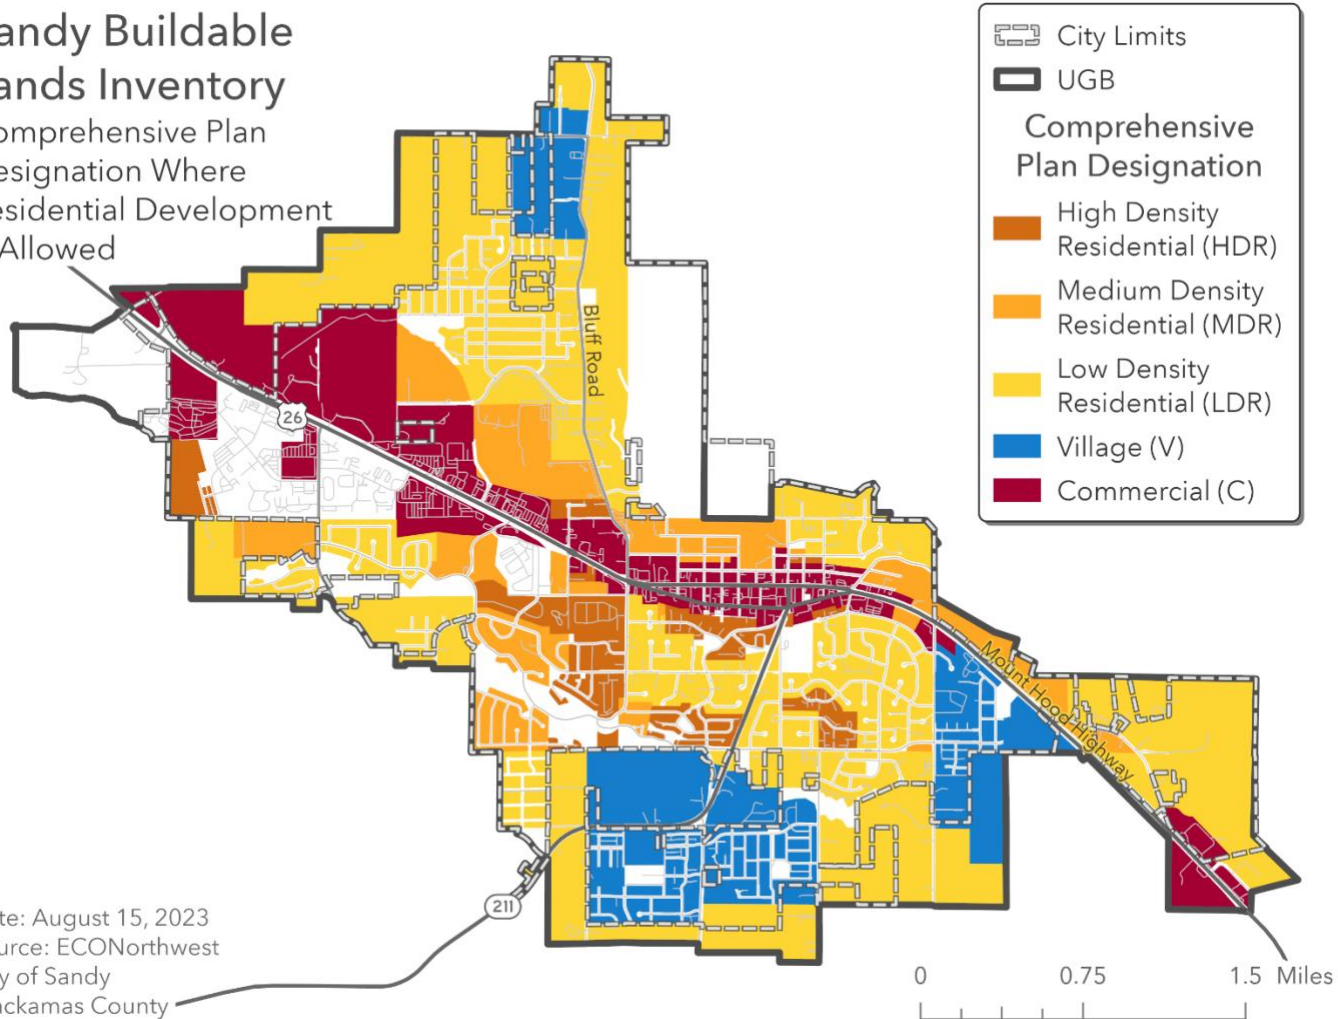 andy Buildable
ands Inventory
omprehensive Plan
esignation Where
esidential Development
Allowed
City Limits
UGB
Comprehensive
Plan Designation
High Density
Residential (HDR)
Medium Density
Residential (MDR)
Low Density
Residential (LDR)
Village (V)
Commercial (C)
Bluff Road
26
Mount Hood Highway
211
te: August 15, 2023
urce: ECONorthwest
y of Sandy
ackamas County
0 0.75 1.5 Miles